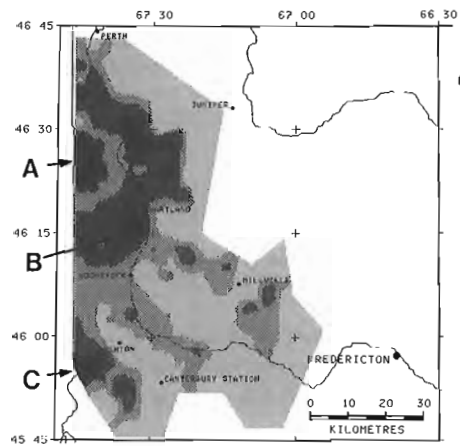 67 30
67 00
66 30
46 45
PERTH
JUNIPER
46 30
A
46 15
B
MILLVILLE
46 00
FREDERICTON
C
CANTERBURY STATION
0 10 20 30
KILOMETRES
45 45